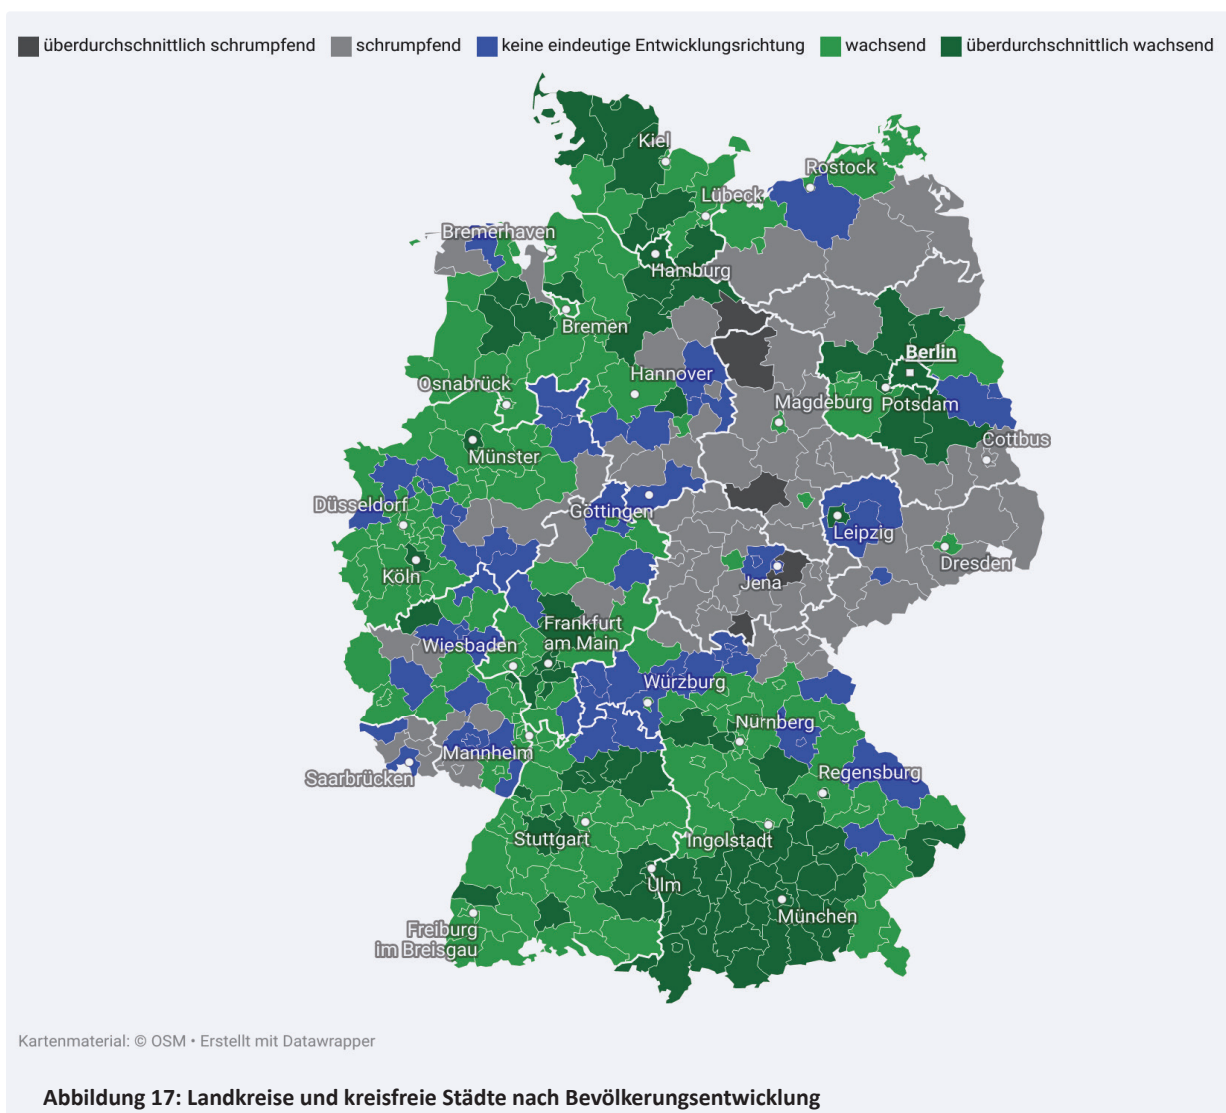 überdurchschnittlich schrumpfend schrumpfend keine eindeutige Entwicklungsrichtung wachsend überdurchschnittlich wachsend
Kiel
Rostock
Lübeck
Bremerhaven
Hamburg
Bremen
Berlin
Hannover
Osnabrück
Magdeburg
Potsdam
Cottbus
Münster
Düsseldorf
Göttingen
Leipzig
Dresden
Köln
Jena
Frankfurt
am Main
Wiesbaden
Würzburg
Nürnberg
Mannheim
Saarbrücken
Regensburg
Stuttgart
Ingolstadt
Ulm
München
Freiburg
im Breisgau
Kartenmaterial: © OSM • Erstellt mit Datawrapper
Abbildung 17: Landkreise und kreisfreie Städte nach Bevölkerungsentwicklung